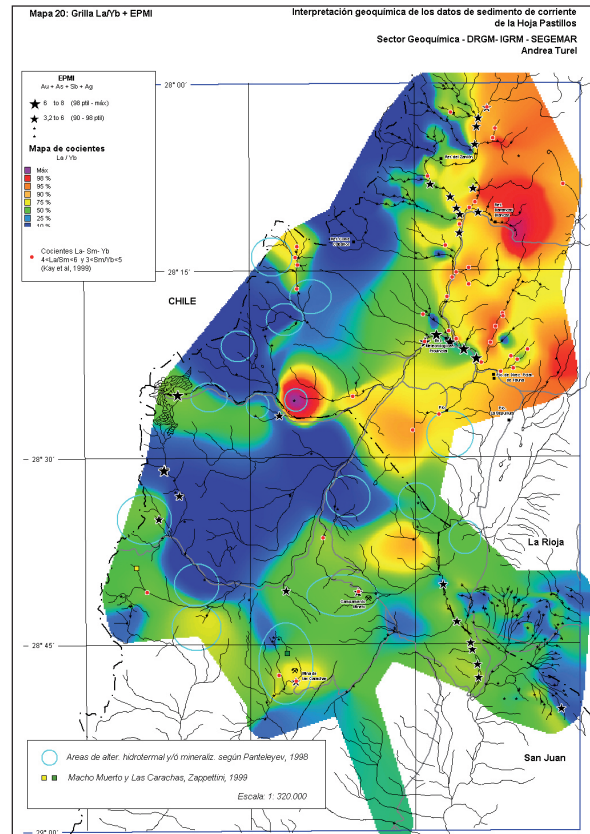 Mapa 20: Grilla La/Yb + EPMI
Interpretación geoquímica de los datos de sedimento de corriente
de la Hoja Pastillos
Sector Geoquímica - DRGM- IGRM - SEGEMAR
Andrea Turel
EPMI
Au + As + Sb + Ag
6 to 8 (98 ptil - máx)
3,2 to 6 (90 - 98 ptil)
Mapa de cocientes
La / Yb
Máx
98 %
95 %
90 %
75 %
50 %
25 %
10 %
Cocientes La- Sm- Yb
4<La/Sm<6 y 3<Sm/Yb<5
(Kay et al, 1999)
28° 00'
28° 15'
CHILE
28° 30'
La Rioja
28° 45'
San Juan
29° 00'
Areas de alter. hidrotermal y/ó mineraliz. según Panteleyev, 1998
Macho Muerto y Las Carachas, Zappettini, 1999
Escala: 1: 320.000